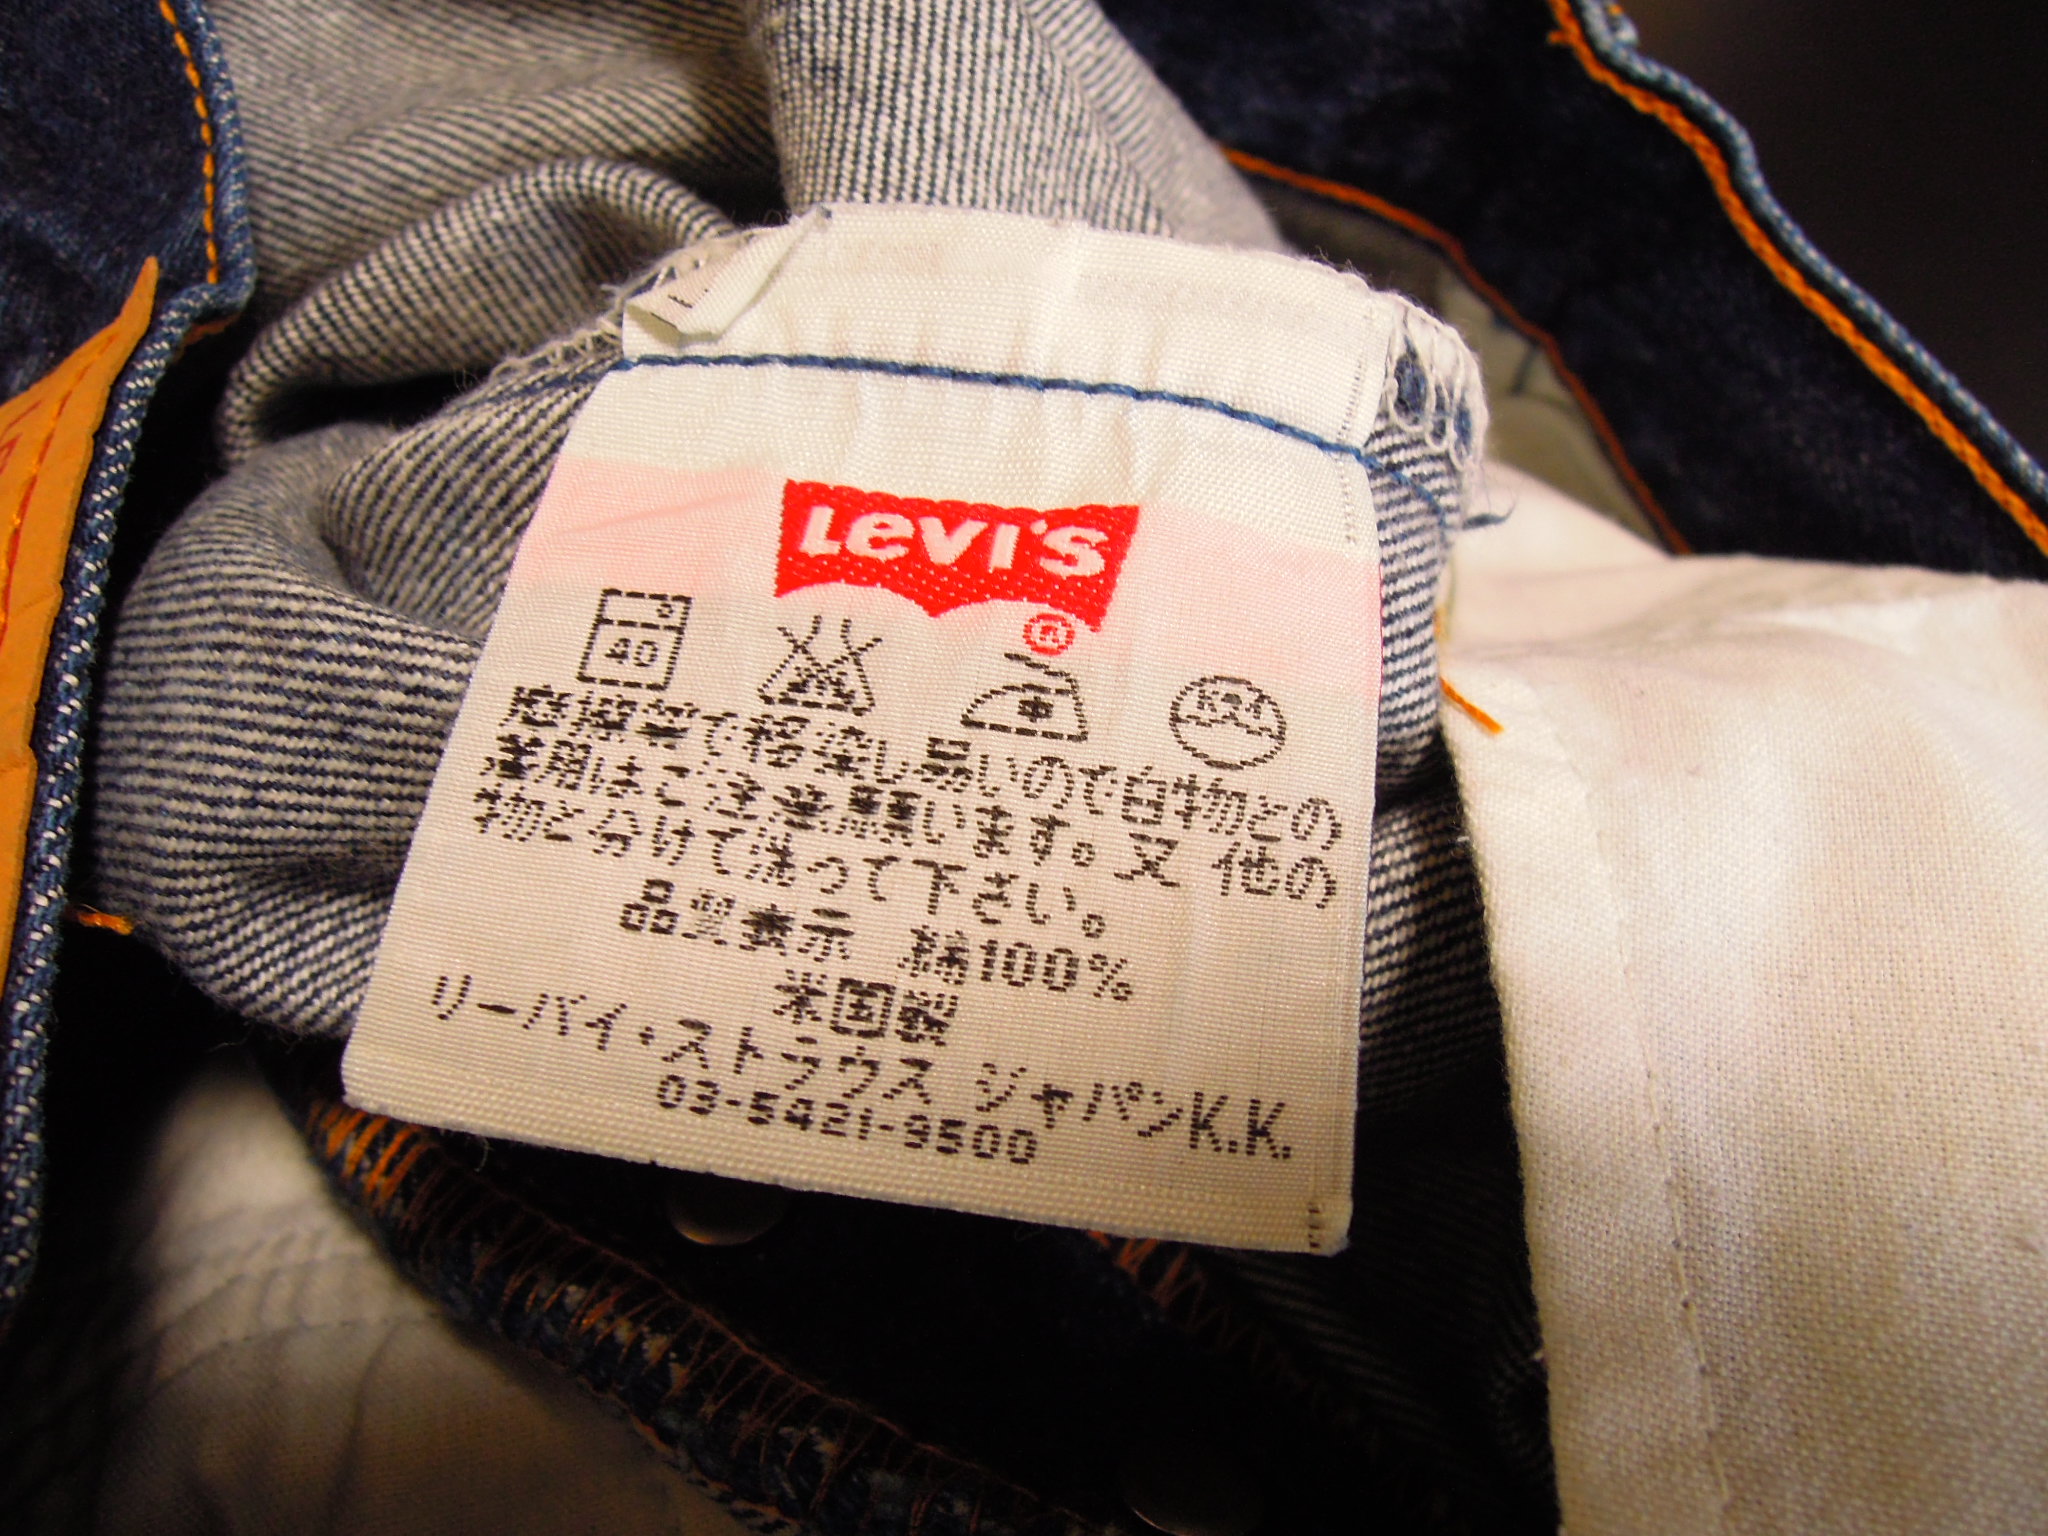 LEVI'S
®
40
濃紺製で移染し易いので白物との
着用はご注意願います。又 他の
物と分けて洗って下さい。
品質表示 綿100%
米国製
リーバイ・ストラウス ジャパンK.K.
03-5421-9500